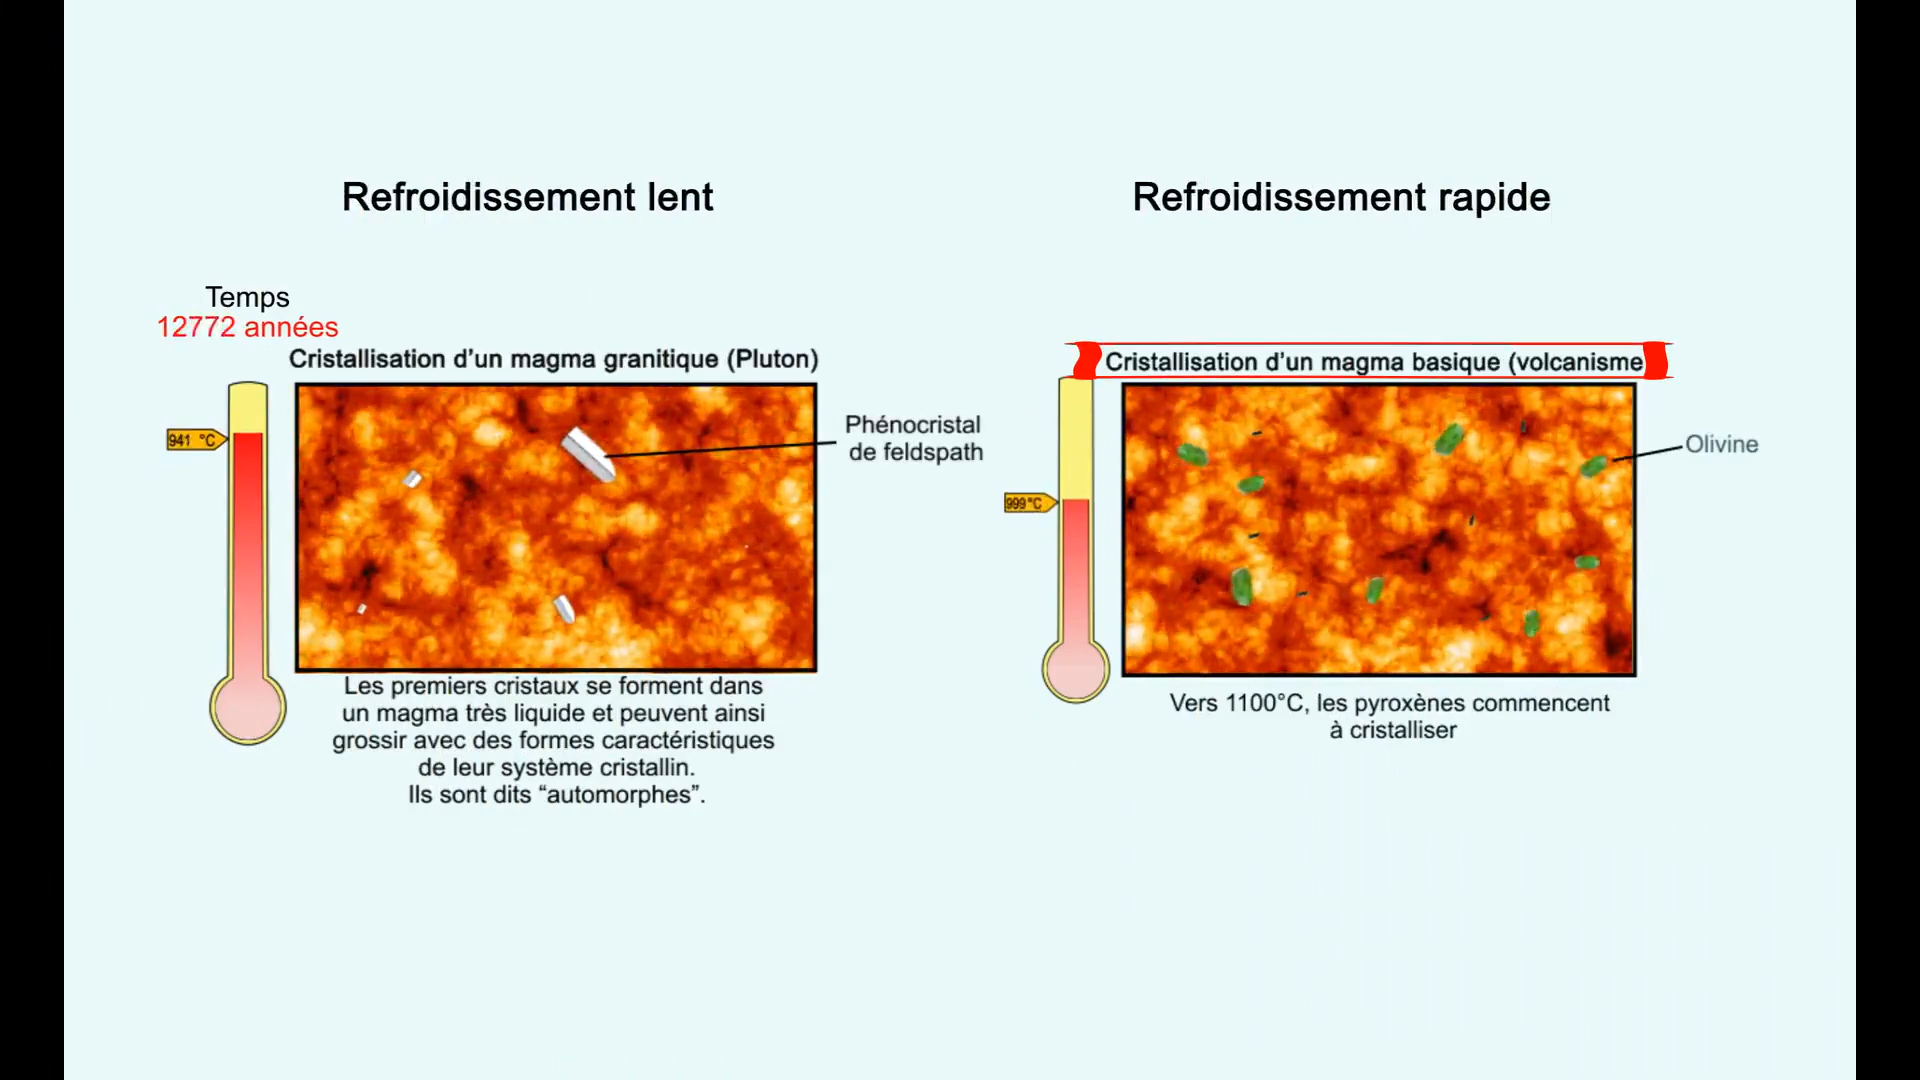 Refroidissement lent
Refroidissement rapide
Temps
12772 années
Cristallisation d’un magma granitique (Pluton)
Cristallisation d’un magma basique (volcanisme
941 °C
Phénocristal
de feldspath
Olivine
999°C
Les premiers cristaux se forment dans
un magma très liquide et peuvent ainsi
grossir avec des formes caractéristiques
de leur système cristallin.
Ils sont dits “automorphes”.
Vers 1100°C, les pyroxènes commencent
à cristalliser